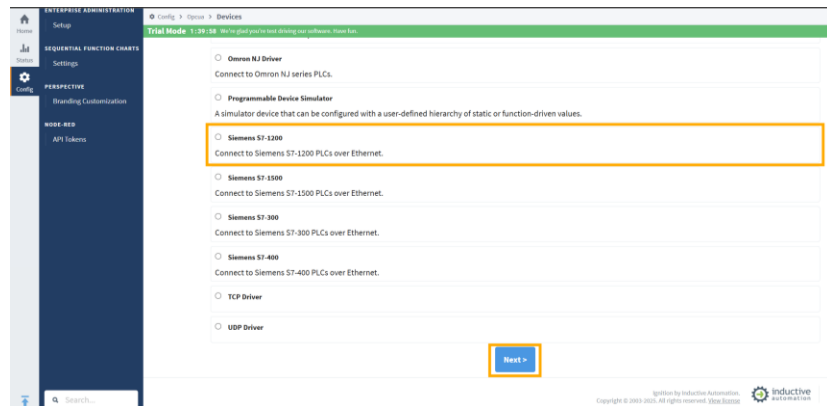 ENTERPRISE ADMINISTRATION
Setup
SEQUENTIAL FUNCTION CHARTS
Settings
PERSPECTIVE
Branding Customization
NODE-RED
API Tokens
Home
Status
Config
Search...
Config > Opcua > Devices
Trial Mode 1:39:58 We're glad you're test driving our software. Have fun.
Omron NJ Driver
Connect to Omron NJ series PLCs.
Programmable Device Simulator
A simulator device that can be configured with a user-defined hierarchy of static or function-driven values.
Siemens S7-1200
Connect to Siemens S7-1200 PLCs over Ethernet.
Siemens S7-1500
Connect to Siemens S7-1500 PLCs over Ethernet.
Siemens S7-300
Connect to Siemens S7-300 PLCs over Ethernet.
Siemens S7-400
Connect to Siemens S7-400 PLCs over Ethernet.
TCP Driver
UDP Driver
Next >
Ignition by Inductive Automation.
Copyright © 2003-2025. All rights reserved. View license
inductive
automation